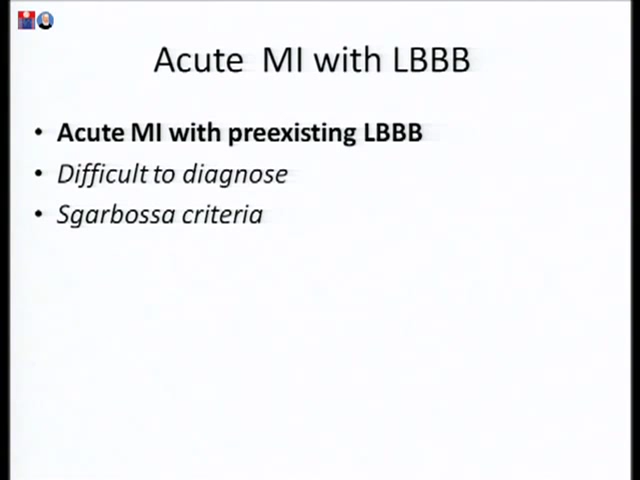 Acute MI with LBBB
• Acute MI with preexisting LBBB
• Difficult to diagnose
• Sgarbossa criteria